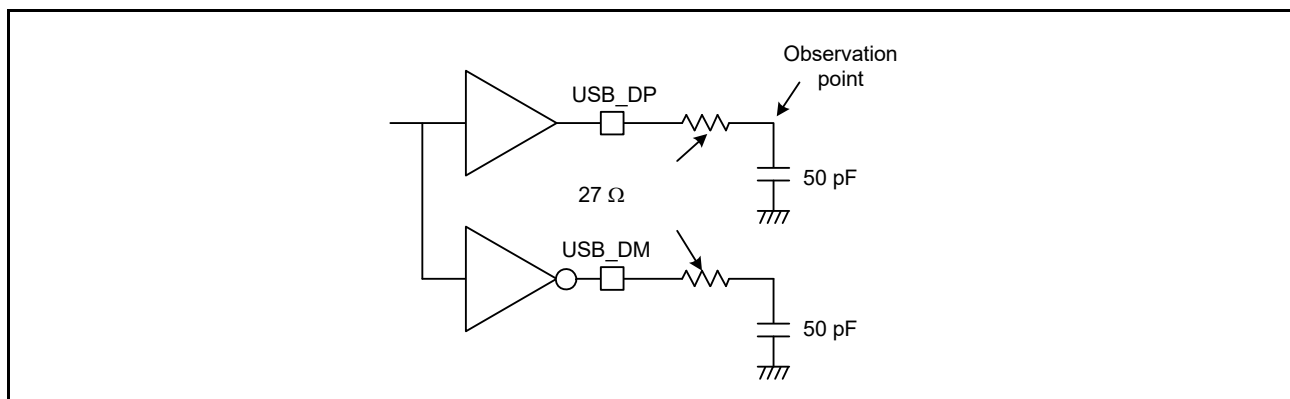 Observation
point
USB_DP
50 pF
27 Ω
USB_DM
50 pF